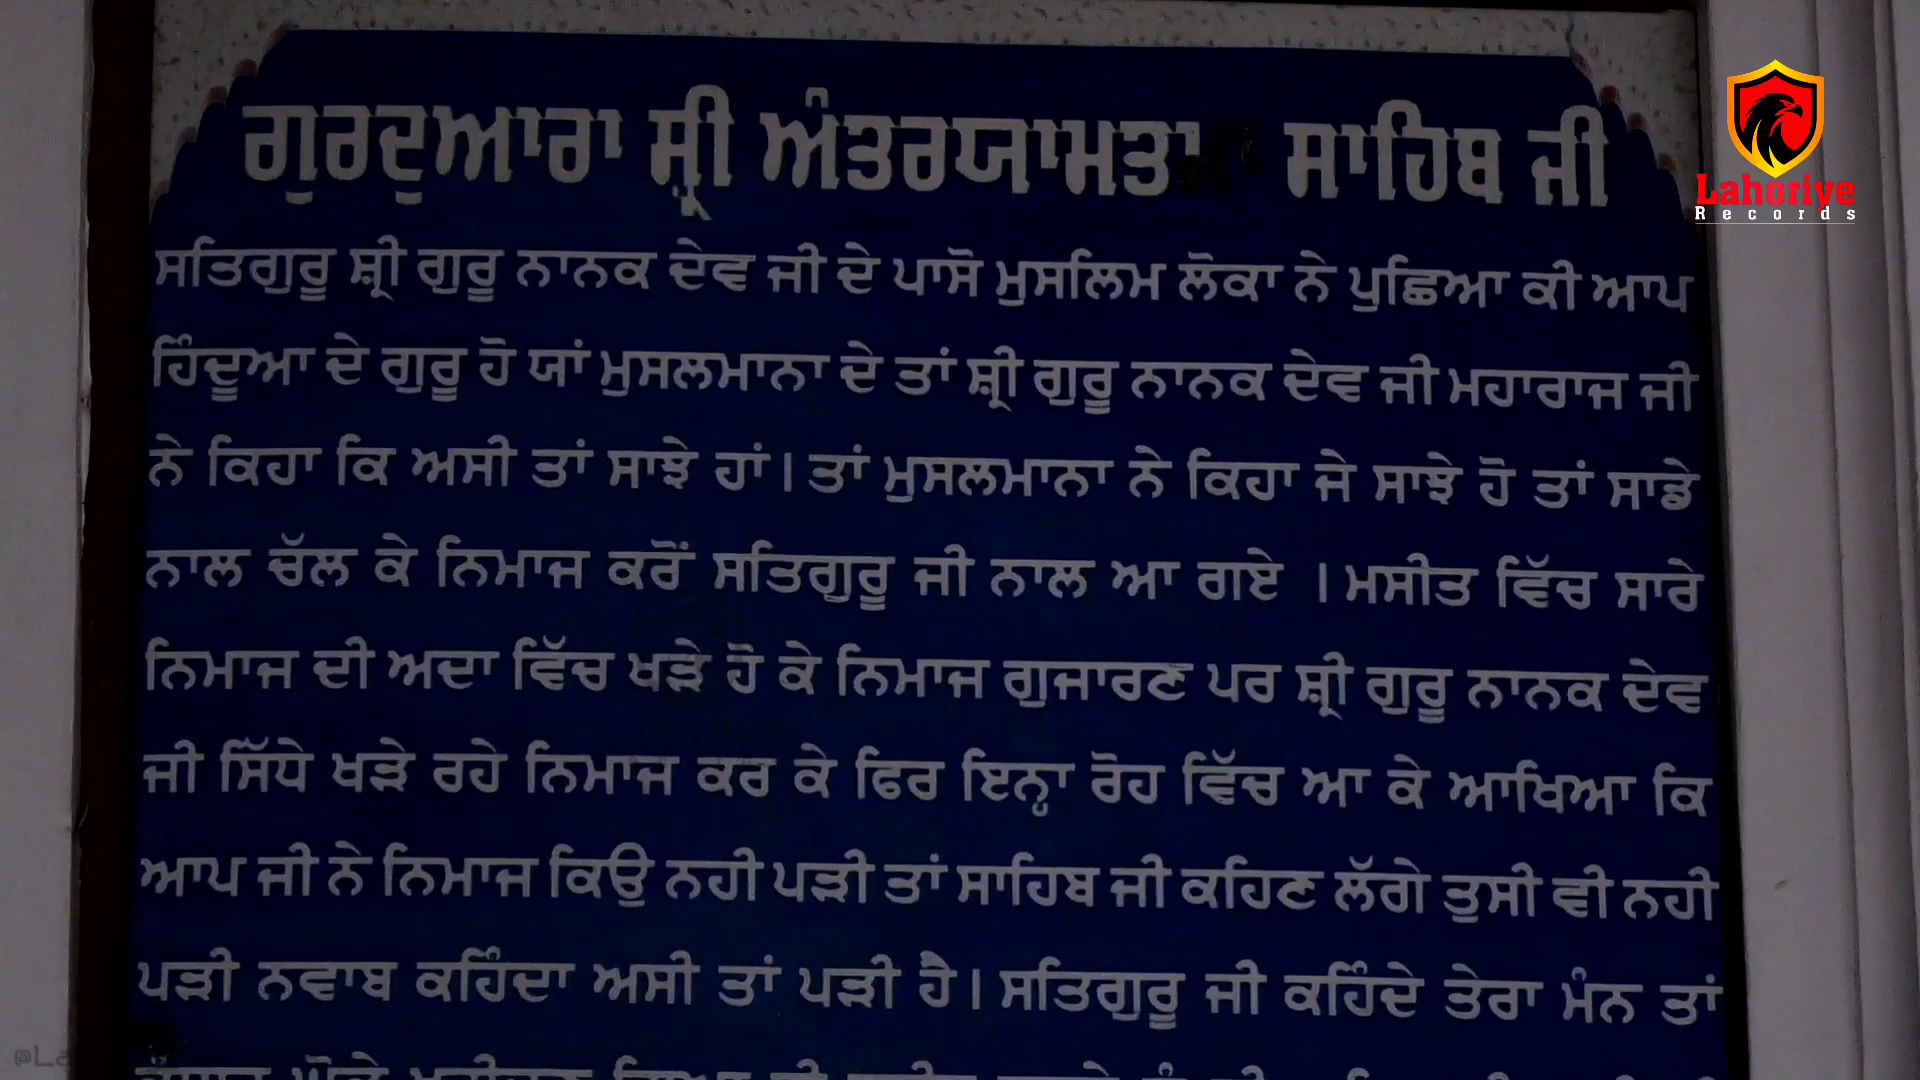 ਗੁਰਦੁਆਰਾ ਸ਼੍ਰੀ ਅੰਤਰਯਾਮਤਾ ਸਾਹਿਬ ਜੀ
ਸਤਿਗੁਰੂ ਸ਼੍ਰੀ ਗੁਰੂ ਨਾਨਕ ਦੇਵ ਜੀ ਦੇ ਪਾਸੋ ਮੁਸਲਿਮ ਲੋਕਾ ਨੇ ਪੁਛਿਆ ਕੀ ਆਪ
ਹਿੰਦੂਆ ਦੇ ਗੁਰੂ ਹੋ ਯਾਂ ਮੁਸਲਮਾਨਾ ਦੇ ਤਾਂ ਸ਼੍ਰੀ ਗੁਰੂ ਨਾਨਕ ਦੇਵ ਜੀ ਮਹਾਰਾਜ ਜੀ
ਨੇ ਕਿਹਾ ਕਿ ਅਸੀ ਤਾਂ ਸਾਝੇ ਹਾਂ। ਤਾਂ ਮੁਸਲਮਾਨਾ ਨੇ ਕਿਹਾ ਜੇ ਸਾਝੇ ਹੋ ਤਾਂ ਸਾਡੇ
ਨਾਲ ਚੱਲ ਕੇ ਨਿਮਾਜ ਕਰੋਂ ਸਤਿਗੁਰੂ ਜੀ ਨਾਲ ਆ ਗਏ । ਮਸੀਤ ਵਿੱਚ ਸਾਰੇ
ਨਿਮਾਜ ਦੀ ਅਦਾ ਵਿੱਚ ਖੜੇ ਹੋ ਕੇ ਨਿਮਾਜ ਗੁਜਾਰਣ ਪਰ ਸ਼੍ਰੀ ਗੁਰੂ ਨਾਨਕ ਦੇਵ
ਜੀ ਸਿੱਧੇ ਖੜੇ ਰਹੇ ਨਿਮਾਜ ਕਰ ਕੇ ਫਿਰ ਇਨ੍ਹਾ ਰੋਹ ਵਿੱਚ ਆ ਕੇ ਆਖਿਆ ਕਿ
ਆਪ ਜੀ ਨੇ ਨਿਮਾਜ ਕਿਉ ਨਹੀ ਪੜੀ ਤਾਂ ਸਾਹਿਬ ਜੀ ਕਹਿਣ ਲੱਗੇ ਤੁਸੀ ਵੀ ਨਹੀ
ਪੜੀ ਨਵਾਬ ਕਹਿੰਦਾ ਅਸੀ ਤਾਂ ਪੜੀ ਹੈ। ਸਤਿਗੁਰੂ ਜੀ ਕਹਿੰਦੇ ਤੇਰਾ ਮੰਨ ਤਾਂ
Lahoriye
Records